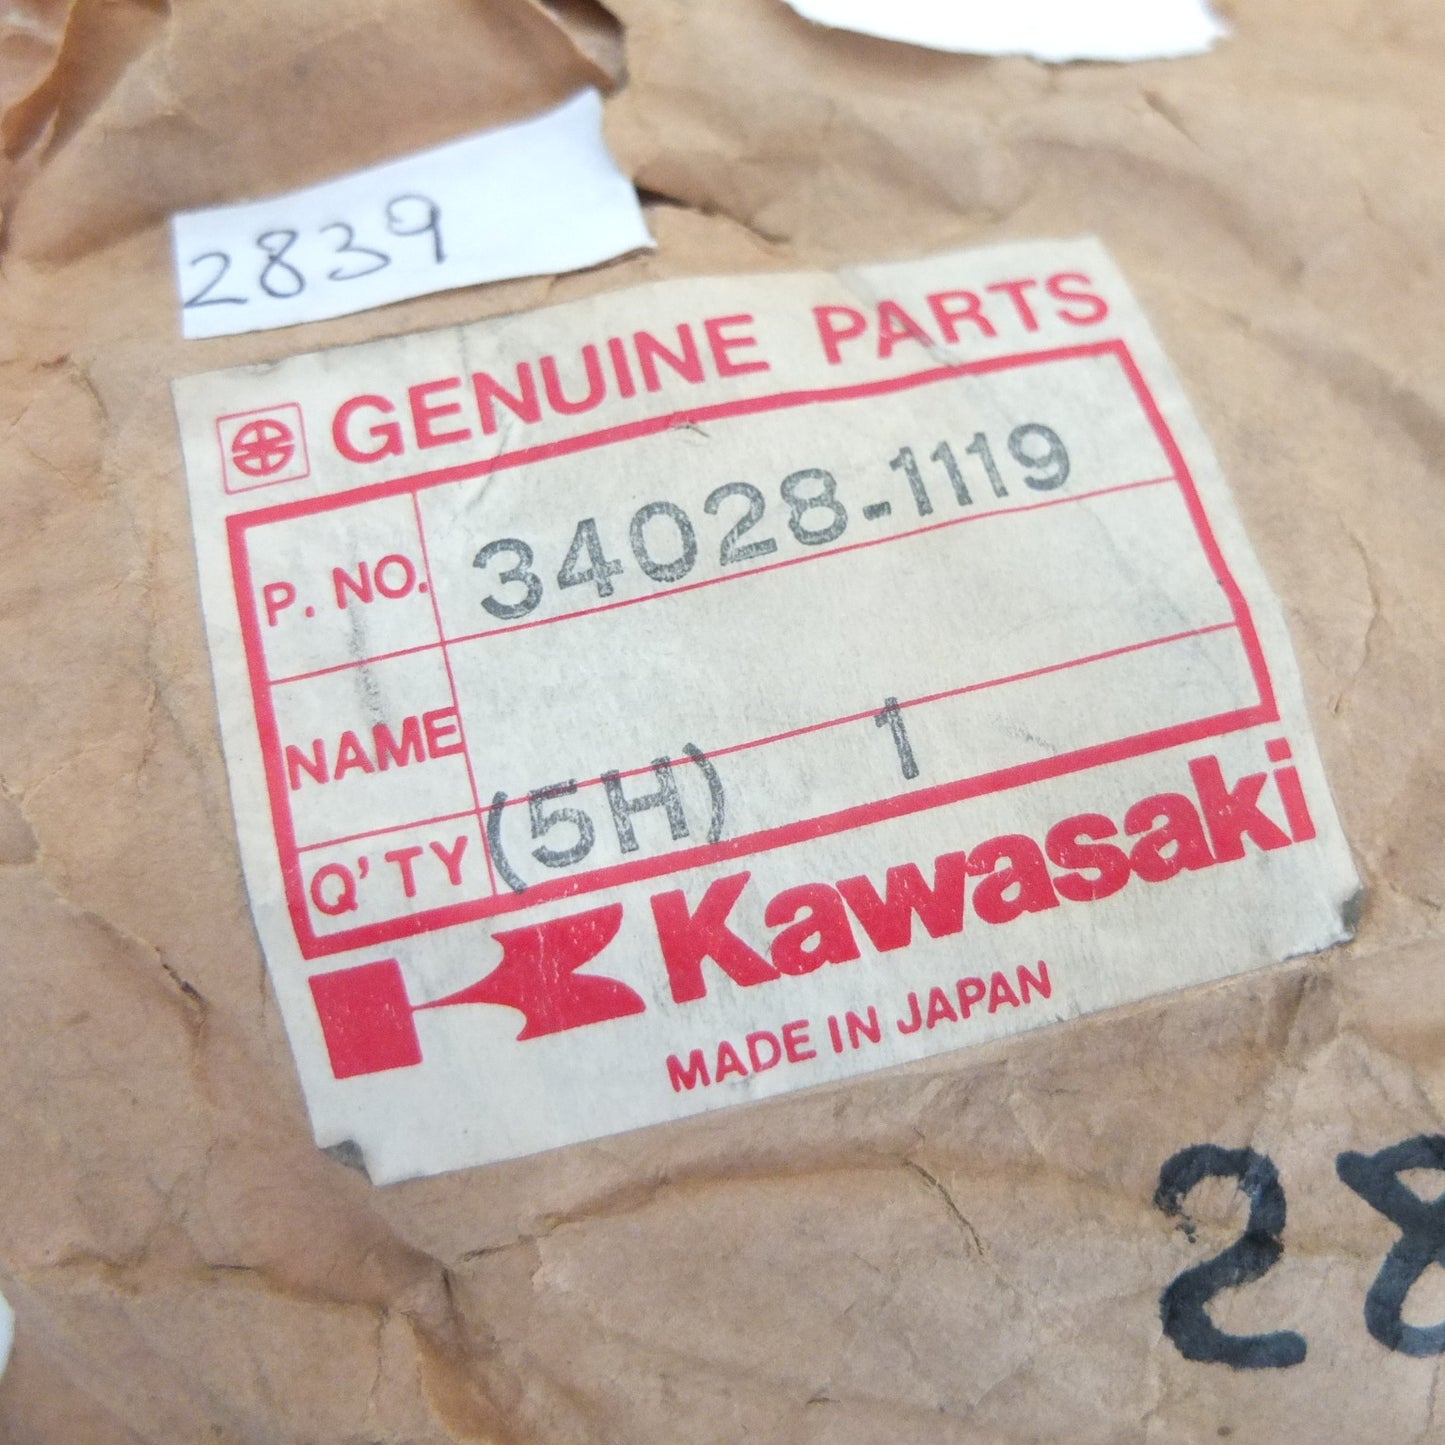 2839
GENUINE PARTS
P. NO. 34028-1119
NAME
Q'TY (5H) 1
Kawasaki
MADE IN JAPAN
28